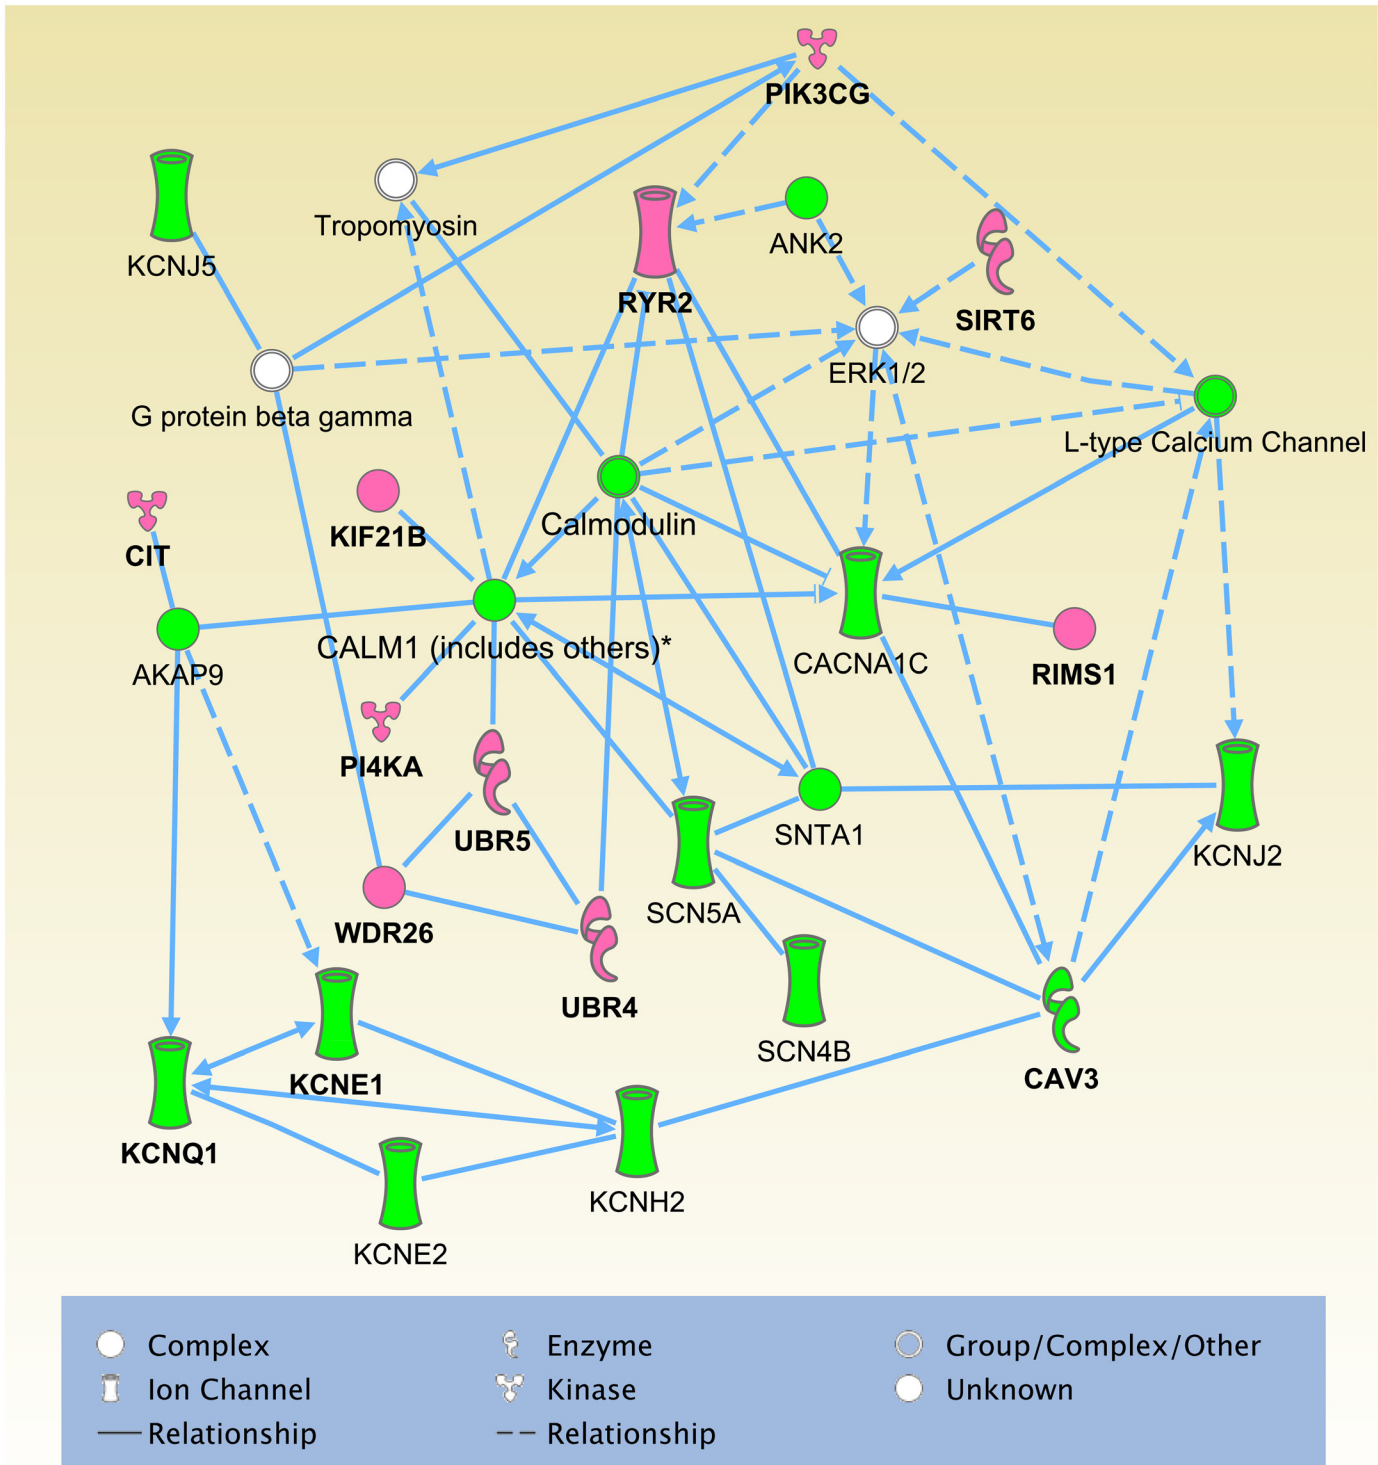 PIK3CG
KCNJ5
Tropomyosin
RYR2
ANK2
SIRT6
ERK1/2
G protein beta gamma
L-type Calcium Channel
CIT
KIF21B
Calmodulin
AKAP9
CALM1 (includes others)*
CACNA1C
RIMS1
PI4KA
UBR5
SNTA1
KCNJ2
WDR26
SCN5A
UBR4
SCN4B
CAV3
KCNE1
KCNQ1
KCNH2
KCNE2
Complex Enzyme Group/Complex/Other
Ion Channel Kinase Unknown
Relationship Relationship